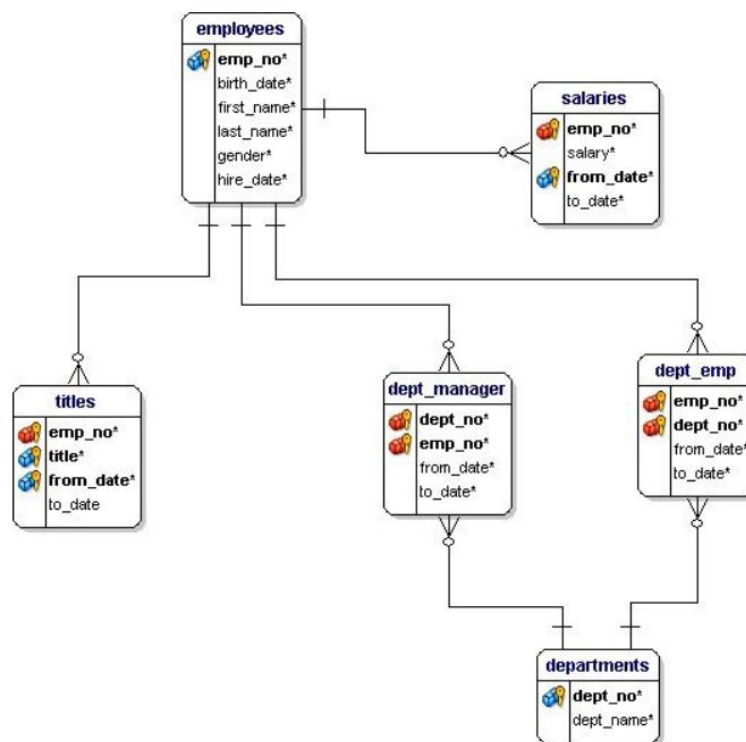 employees
emp_no*
birth_date*
first_name*
last_name*
gender*
hire_date*
salaries
emp_no*
salary*
from_date*
to_date*
titles
emp_no*
title*
from_date*
to_date
dept_manager
dept_no*
emp_no*
from_date*
to_date*
dept_emp
emp_no*
dept_no*
from_date*
to_date*
departments
dept_no*
dept_name*